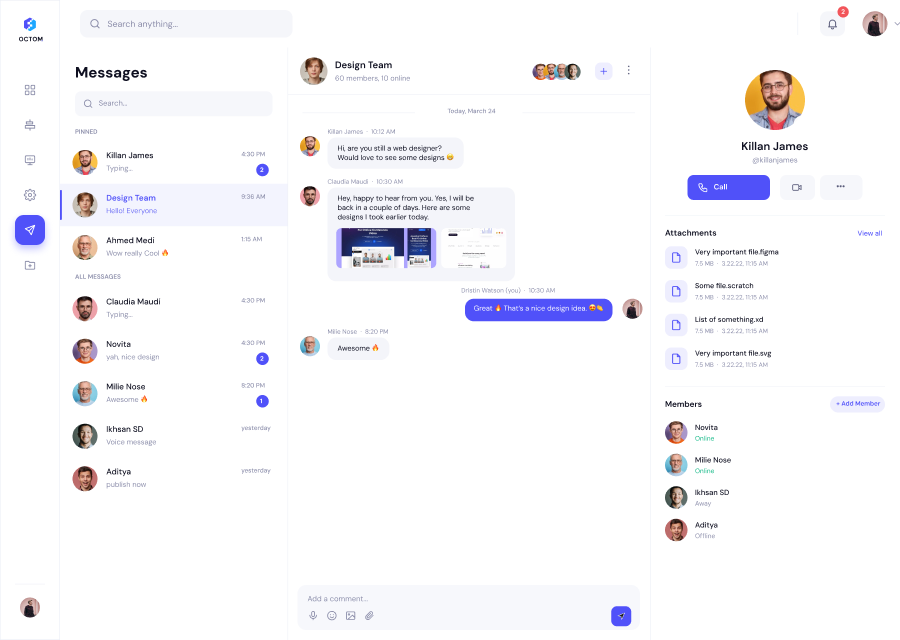 OCTOM
Search anything...
2
Messages
Search...
PINNED
Killan James
4:30 PM
Typing...
2
Design Team
9:36 AM
Hello! Everyone
Ahmed Medi
1:15 AM
Wow really Cool 🔥
ALL MESSAGES
Claudia Maudi
4:30 PM
Typing...
Novita
4:30 PM
yah, nice design
2
Milie Nose
8:20 PM
Awesome 🔥
1
Ikhsan SD
yesterday
Voice message
Aditya
yesterday
publish now
Design Team
60 members, 10 online
Today, March 24
Killan James - 10:12 AM
Hi, are you still a web designer?
Would love to see some designs 😊
Claudia Maudi - 10:30 AM
Hey, happy to hear from you. Yes, I will be
back in a couple of days. Here are some
designs I took earlier today.
Dristin Watson (you) - 10:30 AM
Great 🔥 That's a nice design idea. 😍👏
Milie Nose - 8:20 PM
Awesome 🔥
Add a comment...
Killan James
@killanjames
Call
Attachments
View all
Very important file.figma
7.5 MB - 3.22.22, 11:15 AM
Some file.scratch
7.5 MB - 3.22.22, 11:15 AM
List of something.xd
7.5 MB - 3.22.22, 11:15 AM
Very important file.svg
7.5 MB - 3.22.22, 11:15 AM
Members
+ Add Member
Novita
Online
Milie Nose
Online
Ikhsan SD
Away
Aditya
Offline